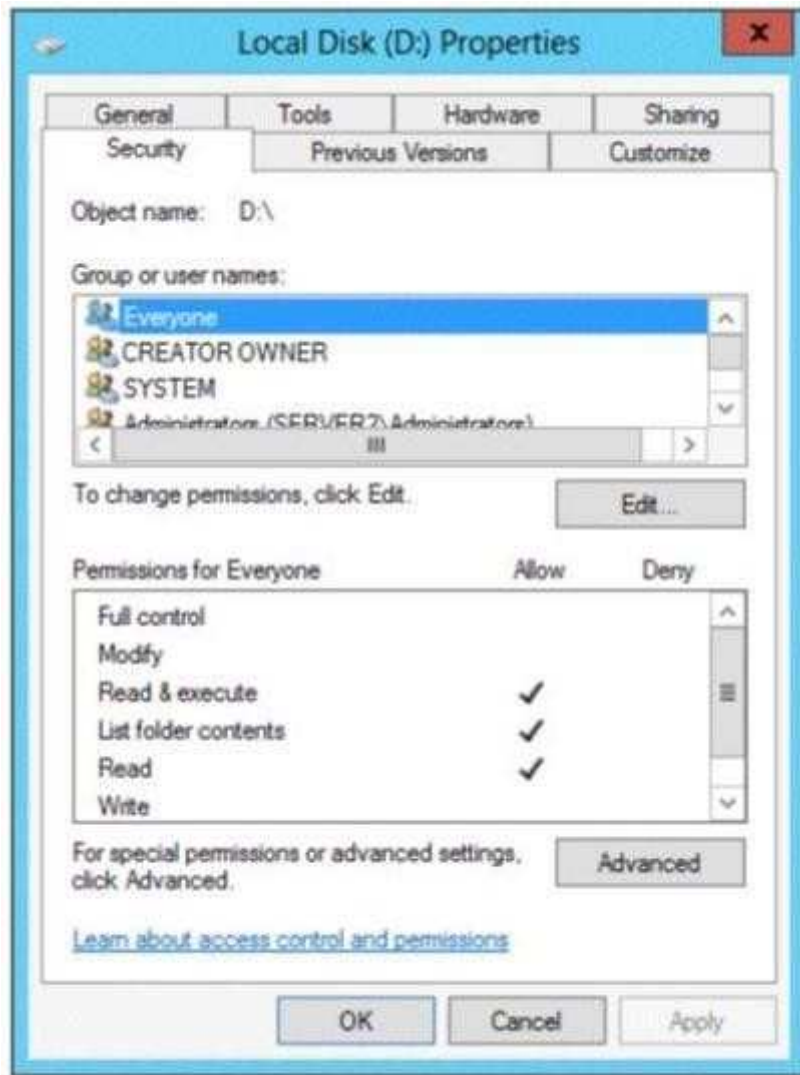 Local Disk (D:) Properties
x
General Tools Hardware Sharing
Security Previous Versions Customize
Object name: D:\
Group or user names:
Everyone
CREATOR OWNER
SYSTEM
Administrators (SERVER2\Administrators)
To change permissions, click Edit.
Edit...
Permissions for Everyone Allow Deny
Full control
Modify
Read & execute
List folder contents
Read
Write
For special permissions or advanced settings,
click Advanced.
Advanced
Learn about access control and permissions
OK Cancel Apply